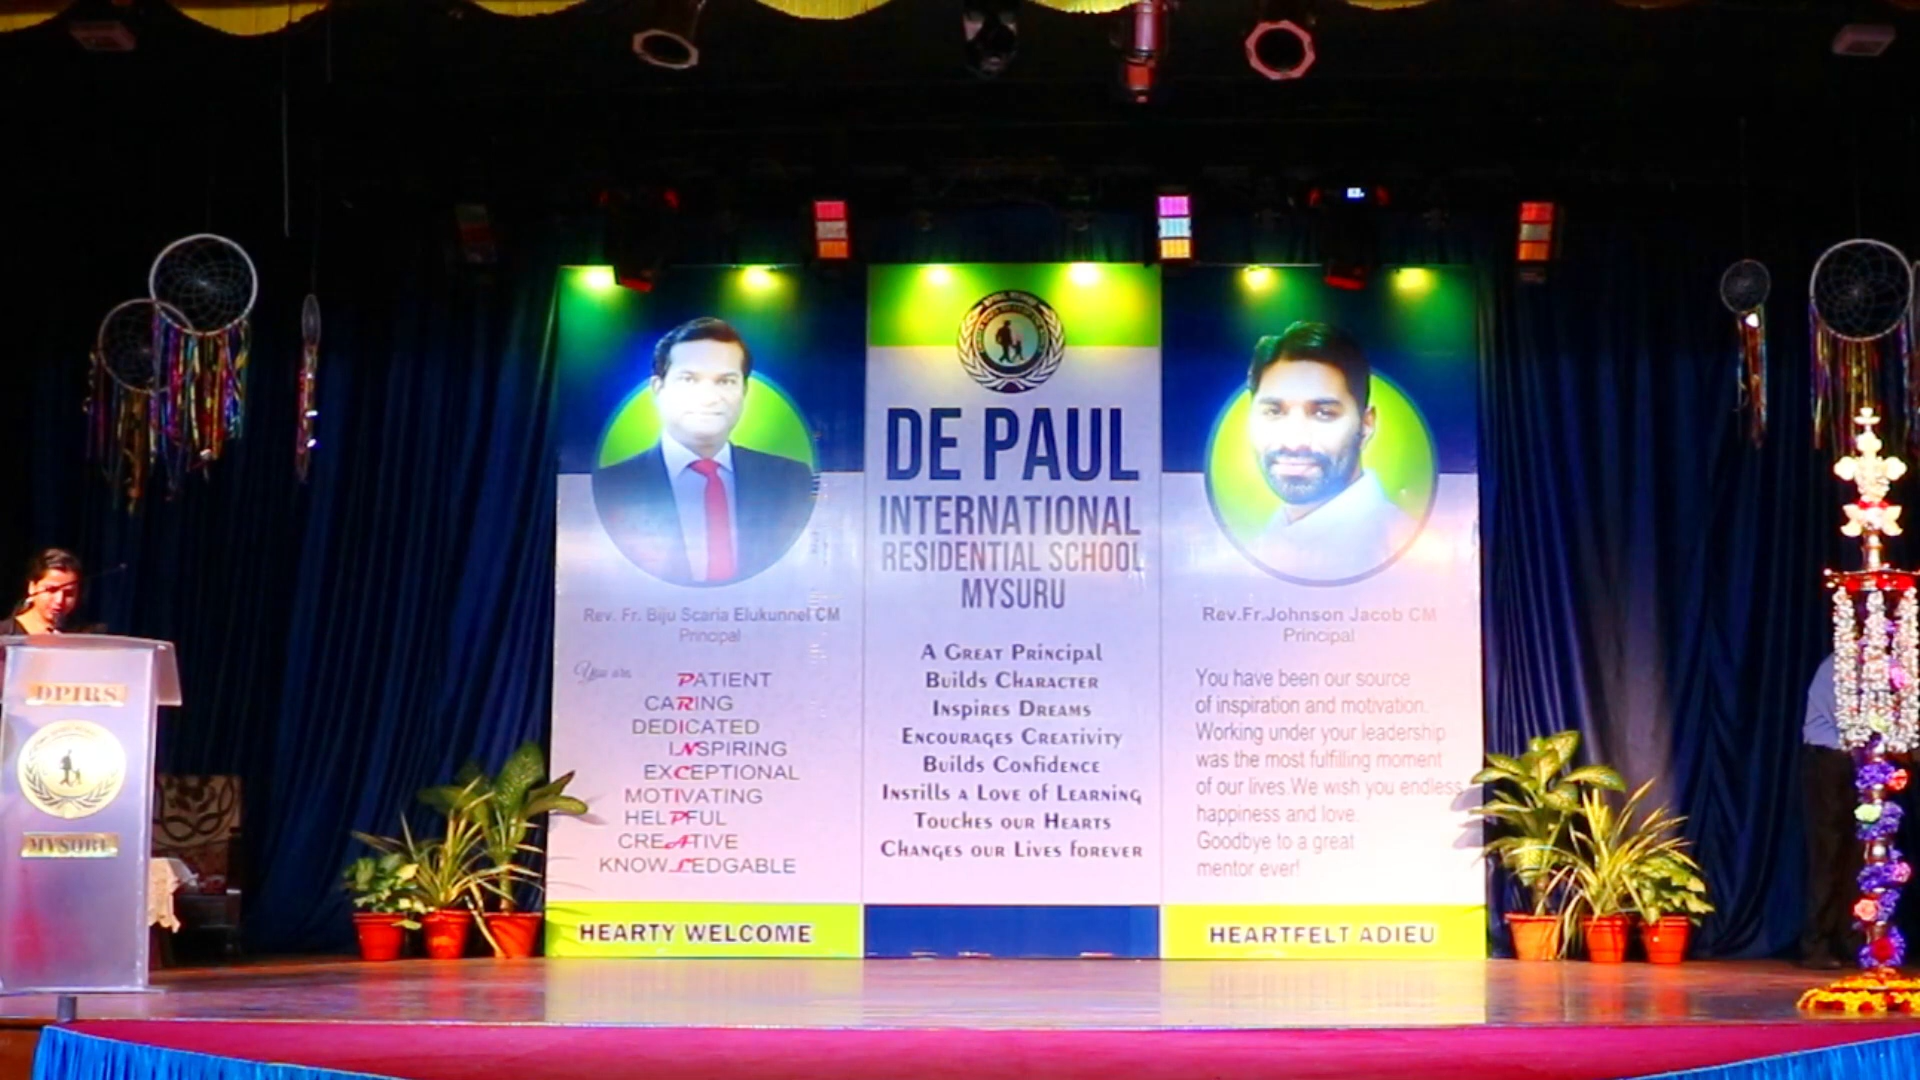 Rev. Fr. Biju Scaria Elukunnel CM
Principal
You are
PATIENT
CARING
DEDICATED
INSPIRING
EXCEPTIONAL
MOTIVATING
HELPFUL
CREATIVE
KNOWLEDGABLE
HEARTY WELCOME
DE PAUL
INTERNATIONAL
RESIDENTIAL SCHOOL
MYSURU
A Great Principal
Builds Character
Inspires Dreams
Encourages Creativity
Builds Confidence
Instills a Love of Learning
Touches our Hearts
Changes our Lives forever
Rev.Fr.Johnson Jacob CM
Principal
You have been our source
of inspiration and motivation.
Working under your leadership
was the most fulfilling moment
of our lives.We wish you endless
happiness and love.
Goodbye to a great
mentor ever!
HEARTFELT ADIEU
DPIRS